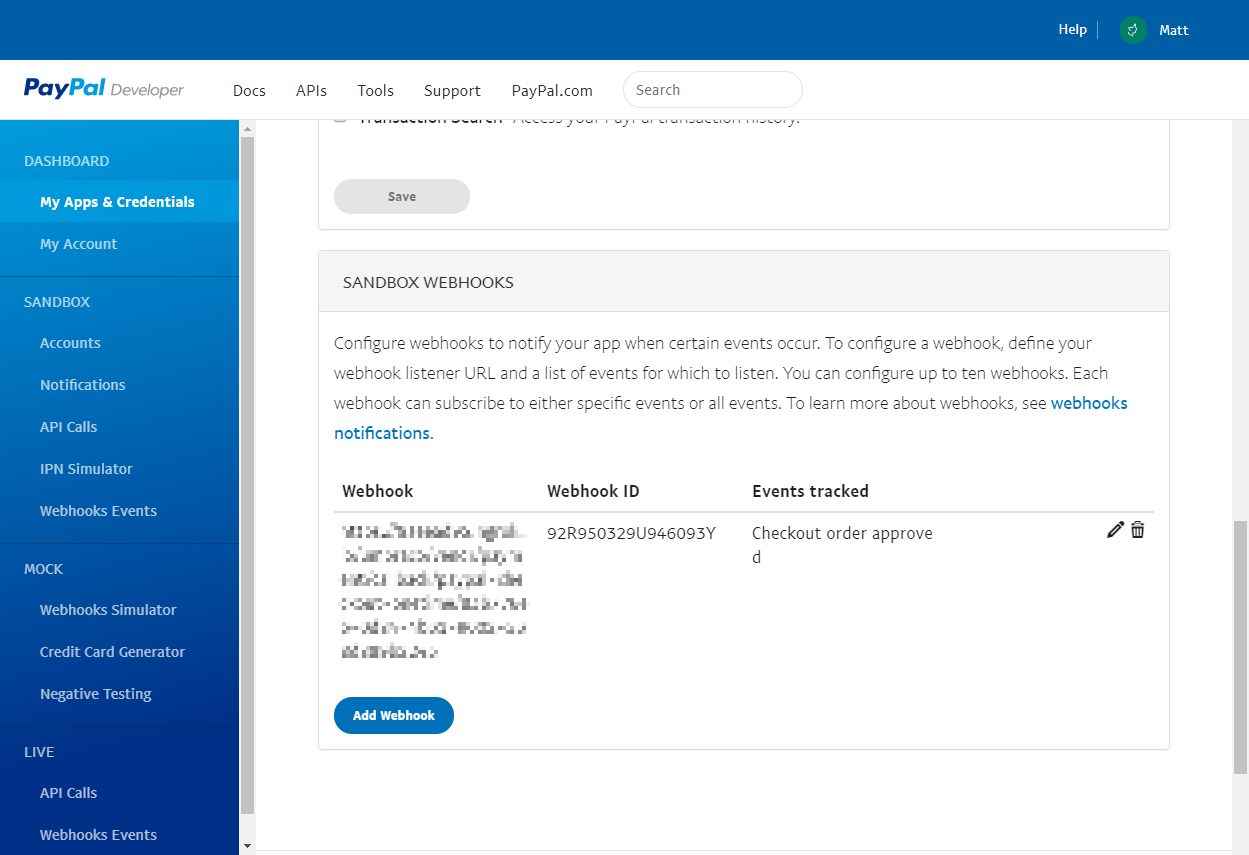 Help
Matt
PayPal Developer
Docs
APIs
Tools
Support
PayPal.com
Search
DASHBOARD
My Apps & Credentials
My Account
SANDBOX
Accounts
Notifications
API Calls
IPN Simulator
Webhooks Events
MOCK
Webhooks Simulator
Credit Card Generator
Negative Testing
LIVE
API Calls
Webhooks Events
Transaction Search Access your PayPal transaction history.
Save
SANDBOX WEBHOOKS
Configure webhooks to notify your app when certain events occur. To configure a webhook, define your
webhook listener URL and a list of events for which to listen. You can configure up to ten webhooks. Each
webhook can subscribe to either specific events or all events. To learn more about webhooks, see webhooks
notifications.
Webhook
Webhook ID
Events tracked
92R950329U946093Y
Checkout order approve
d
Add Webhook